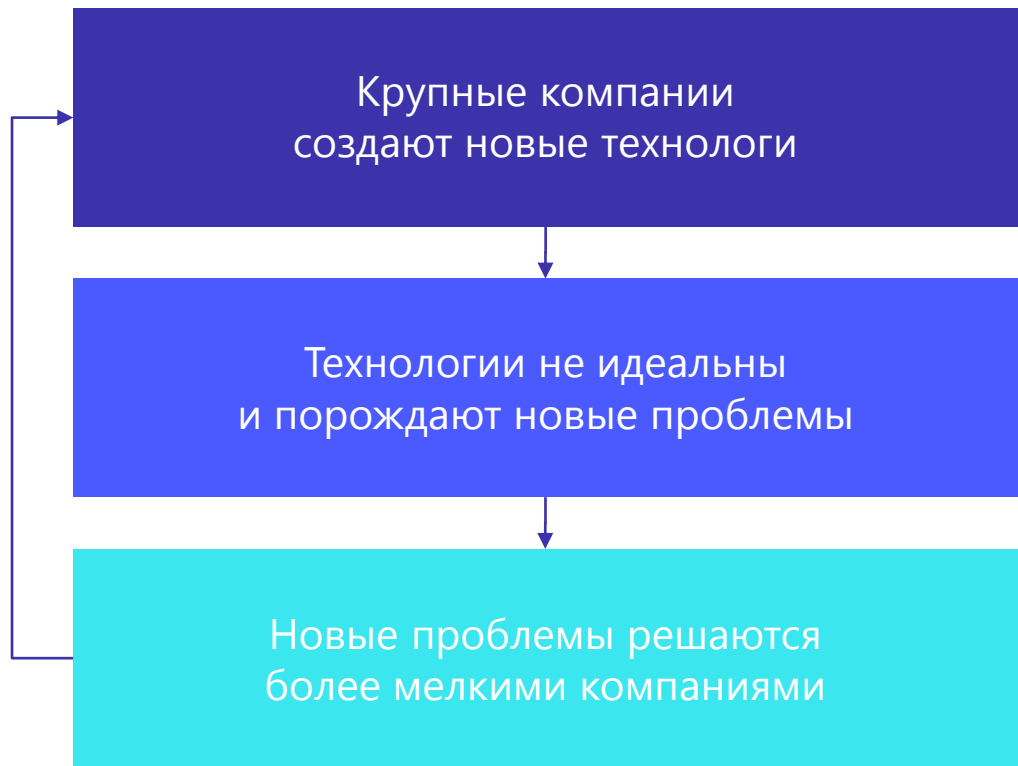 Крупные компании
создают новые технологи
Технологии не идеальны
и порождают новые проблемы
Новые проблемы решаются
более мелкими компаниями